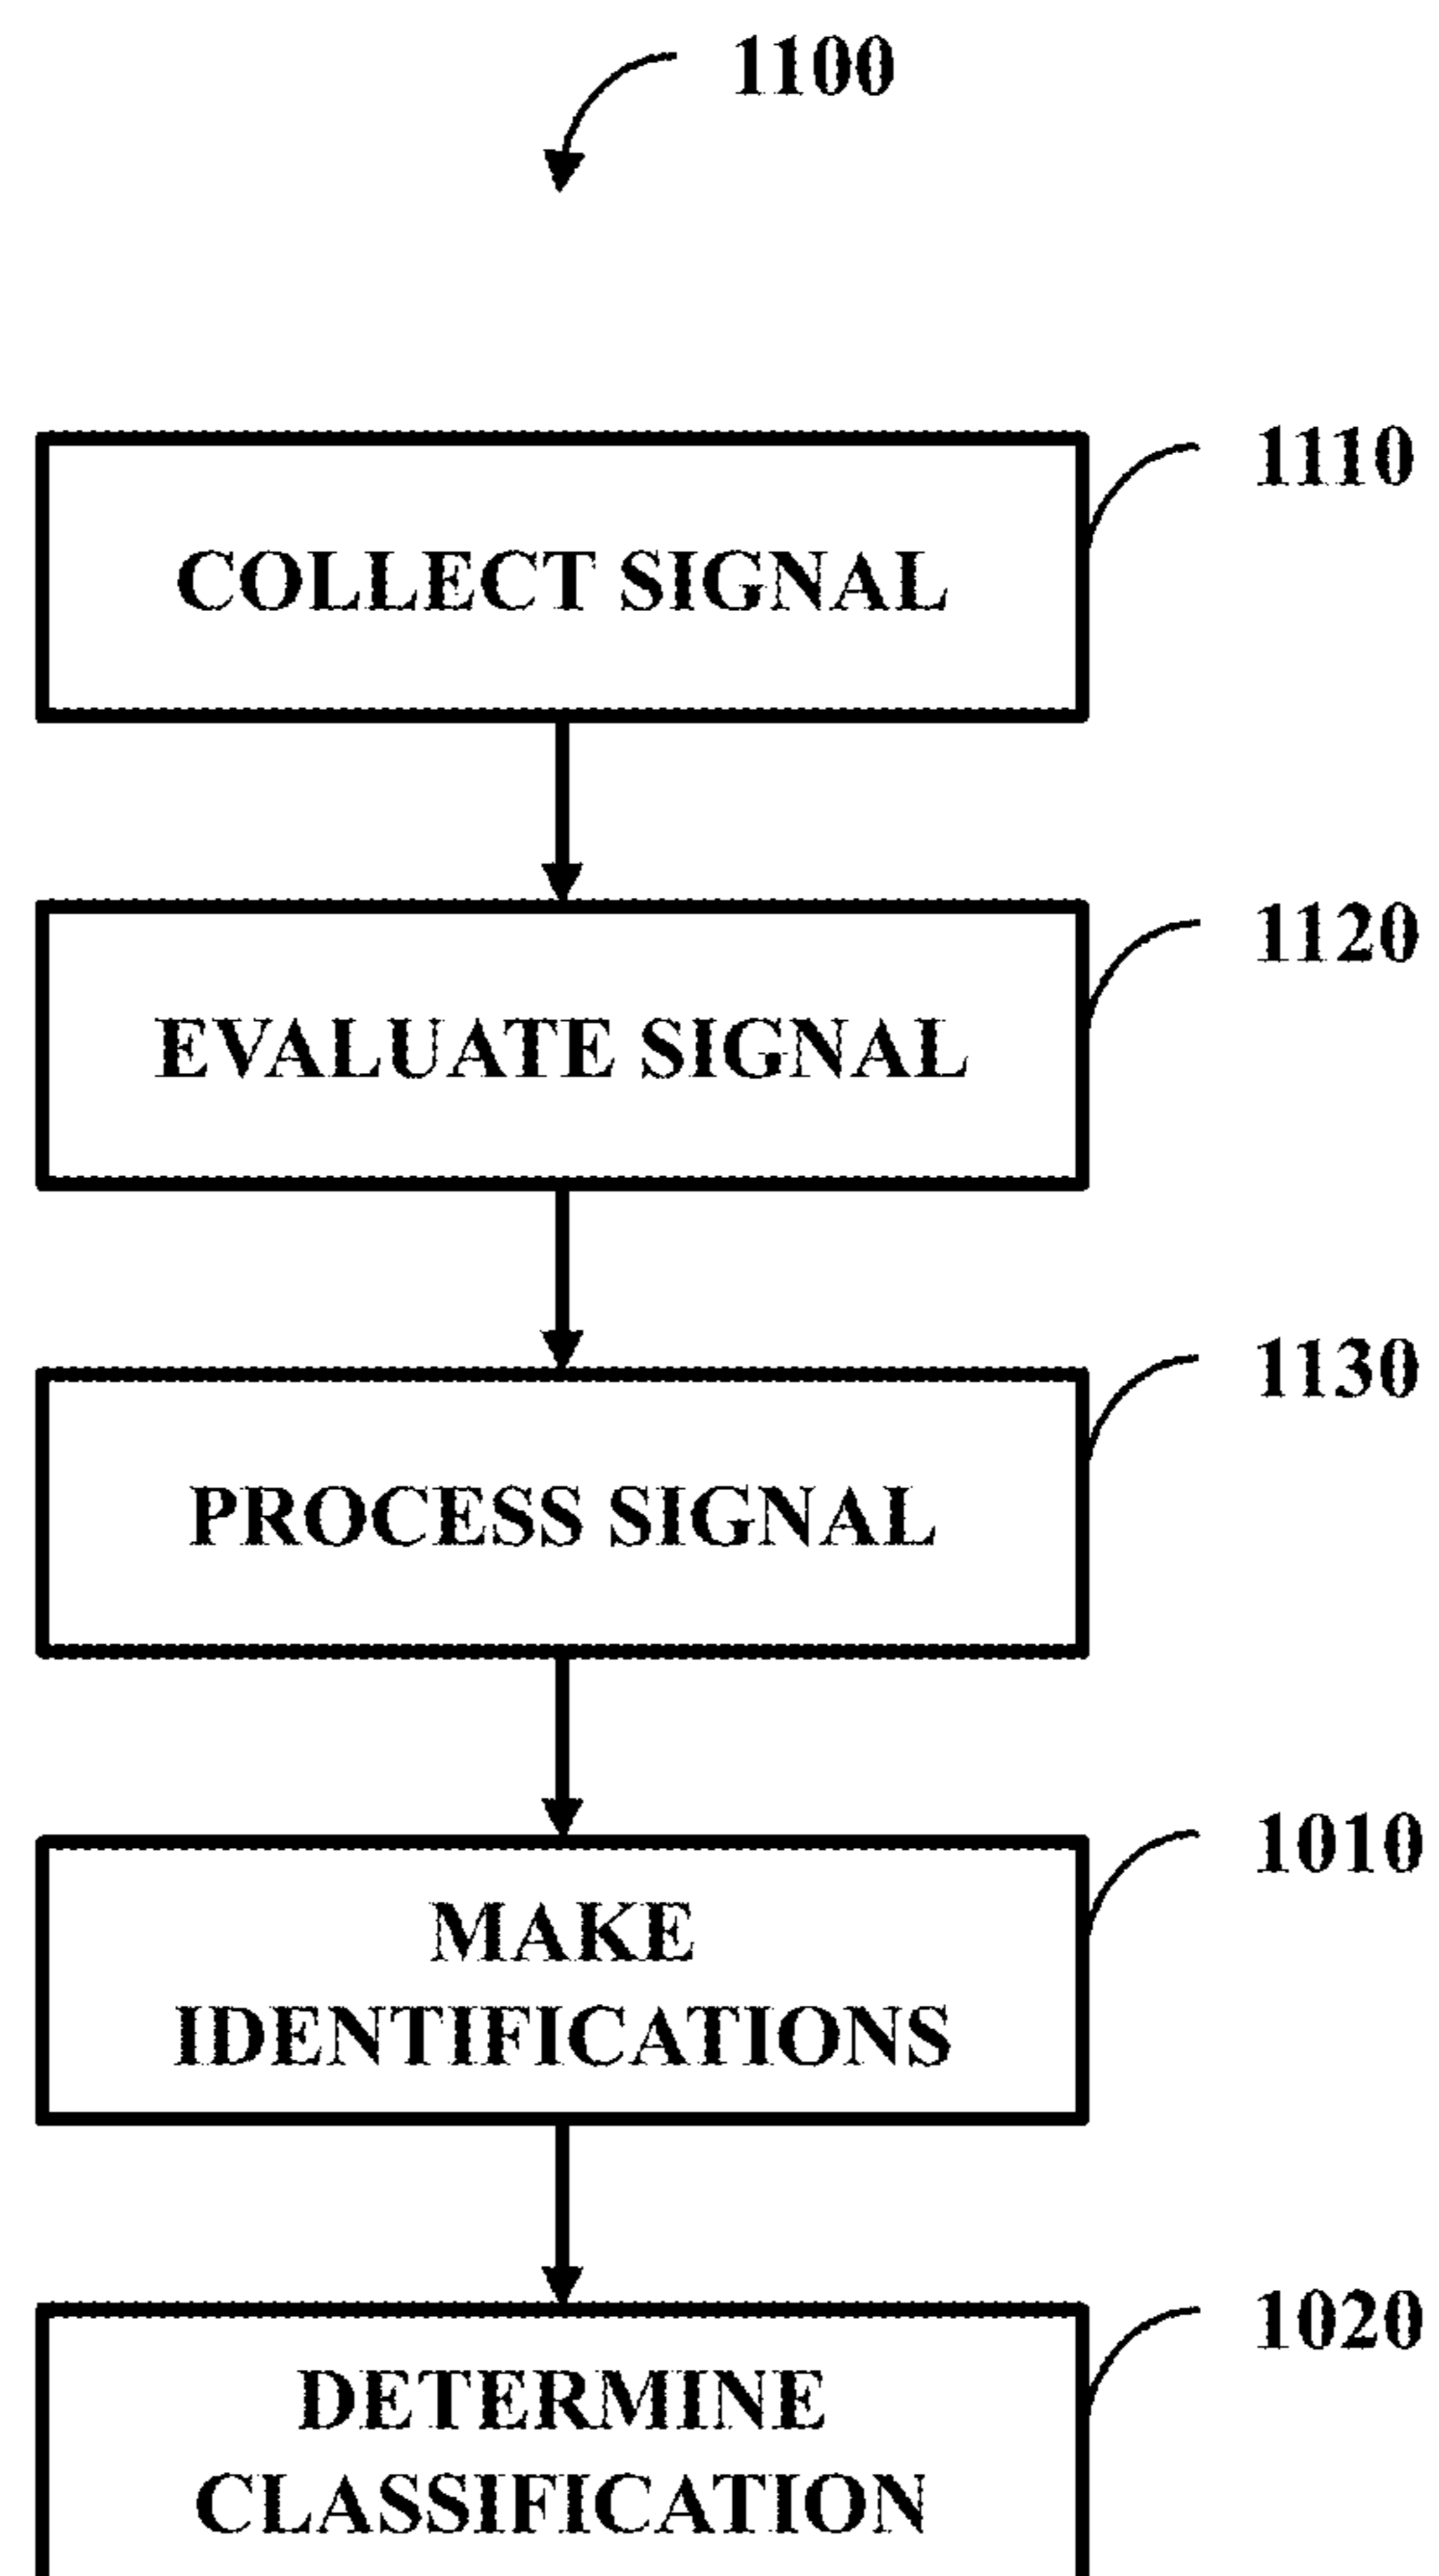 1100
1110
COLLECT SIGNAL
1120
EVALUATE SIGNAL
1130
PROCESS SIGNAL
1010
MAKE
IDENTIFICATIONS
1020
DETERMINE
CLASSIFICATION